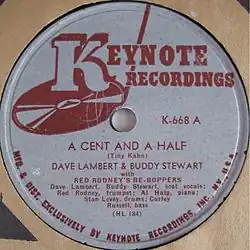 KEYNOTE
RECORDINGS
K-668 A
A CENT AND A HALF
(Tiny Kahn)
DAVE LAMBERT & BUDDY STEWART
with
RED RODNEY'S BE-BOPPERS
Dave Lambert, Buddy Stewart, scat vocals;
Red Rodney, trumpet; Al Haig, piano;
Stan Levey, drums; Curley
Russell, bass
(HL 184)
MFG. & DIST. EXCLUSIVELY BY KEYNOTE RECORDINGS, INC. NY. U.S.A.